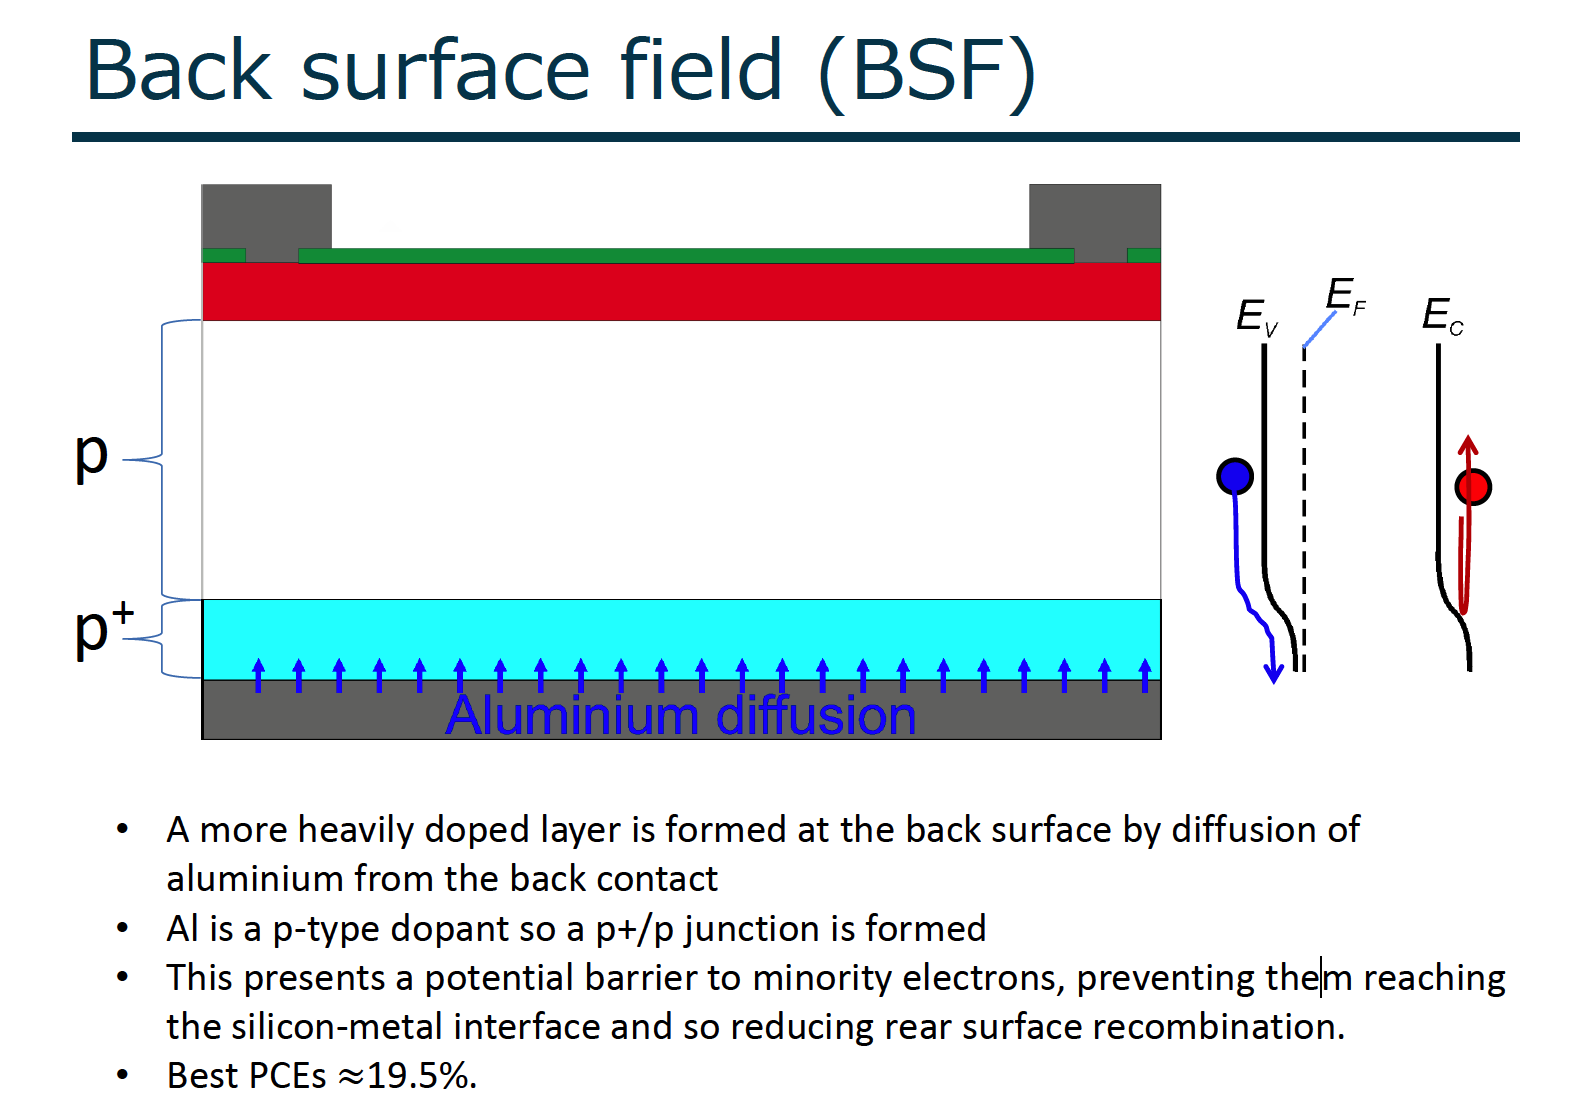 Back surface field (BSF)
E_V
E_F
E_C
p
p⁺
Aluminium diffusion
• A more heavily doped layer is formed at the back surface by diffusion of
aluminium from the back contact
• Al is a p-type dopant so a p+/p junction is formed
• This presents a potential barrier to minority electrons, preventing them reaching
the silicon-metal interface and so reducing rear surface recombination.
• Best PCEs ≈19.5%.